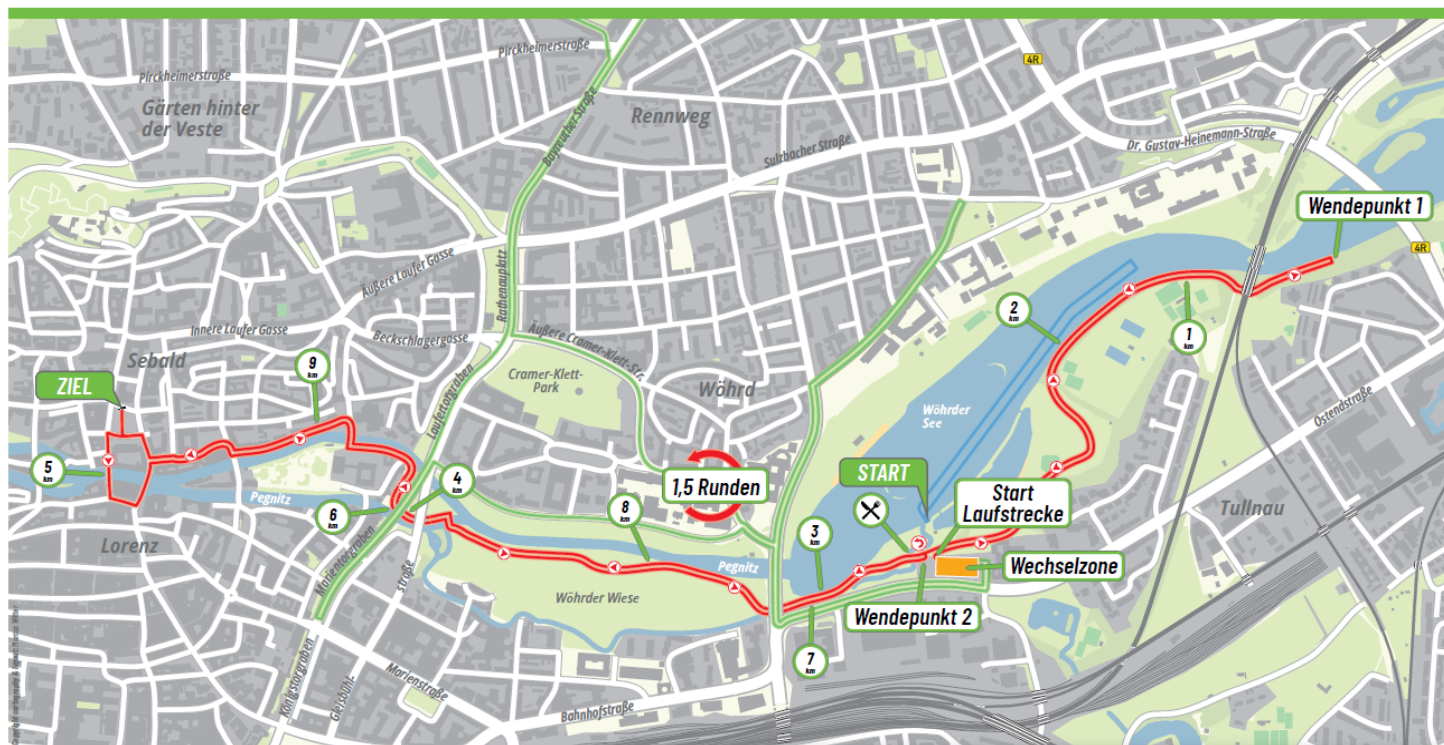 Pirckheimerstraße
Pirckheimerstraße
Gärten hinter
der Veste
Bayreuther Straße
Rennweg
4R
Sulzbacher Straße
Dr. Gustav-Heinemann-Straße
Wendepunkt 1
4R
Äußere Laufer Gasse
Rathenauplatz
Innere Laufer Gasse
Beckschlagergasse
Äußere Cramer-Klett-Str.
2
km
1
km
Sebald
9
km
ZIEL
Cramer-Klett-
Park
Wöhrd
Laufertorgraben
Wöhrder
See
Ostendstraße
5
km
Pegnitz
6
km
4
km
1,5 Runden
START
Start
Laufstrecke
Tullnau
8
km
3
km
Lorenz
Marientorgraben
Straße
Pegnitz
Wechselzone
Wöhrder Wiese
Wendepunkt 2
7
km
Königstorgraben
Gleisbühl-
Marienstraße
Bahnhofstraße